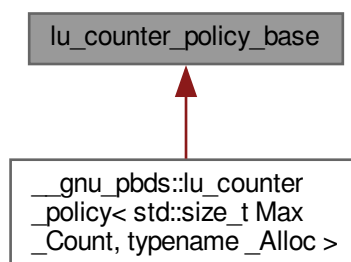 lu_counter_policy_base
__gnu_pbds::lu_counter
_policy< std::size_t Max
_Count, typename _Alloc >